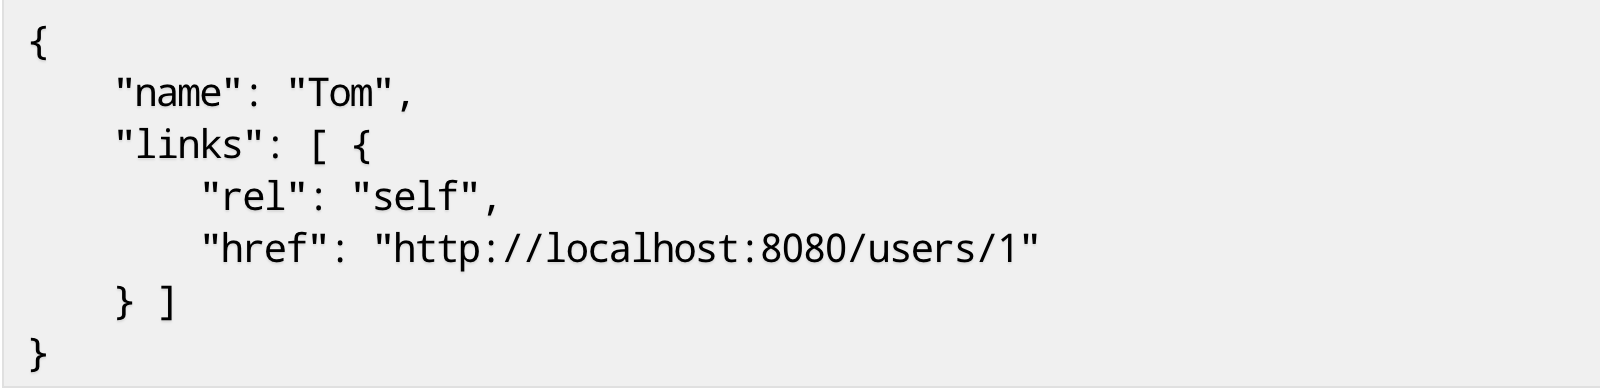 {
    "name": "Tom",
    "links": [ {
        "rel": "self",
        "href": "http://localhost:8080/users/1"
    } ]
}